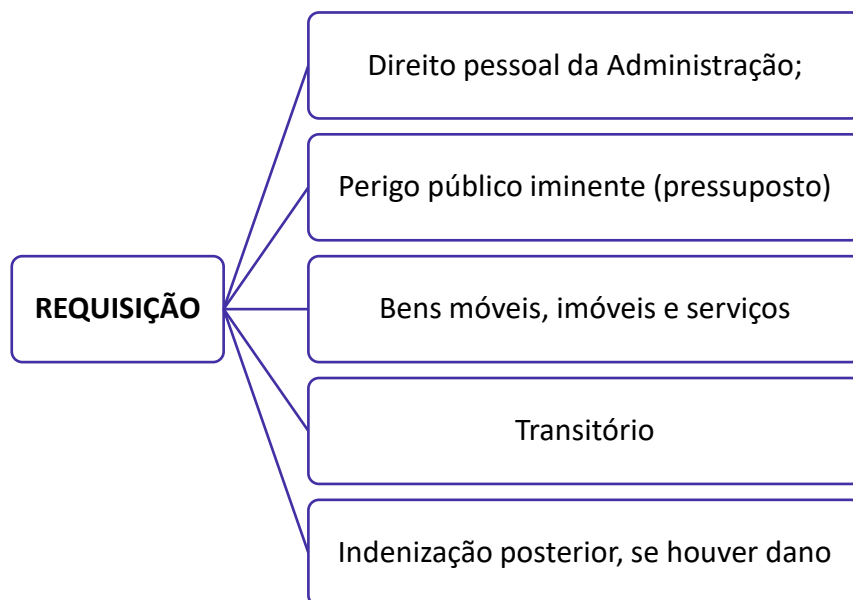 Direito pessoal da Administração;
Perigo público iminente (pressuposto)
REQUISIÇÃO
Bens móveis, imóveis e serviços
Transitório
Indenização posterior, se houver dano